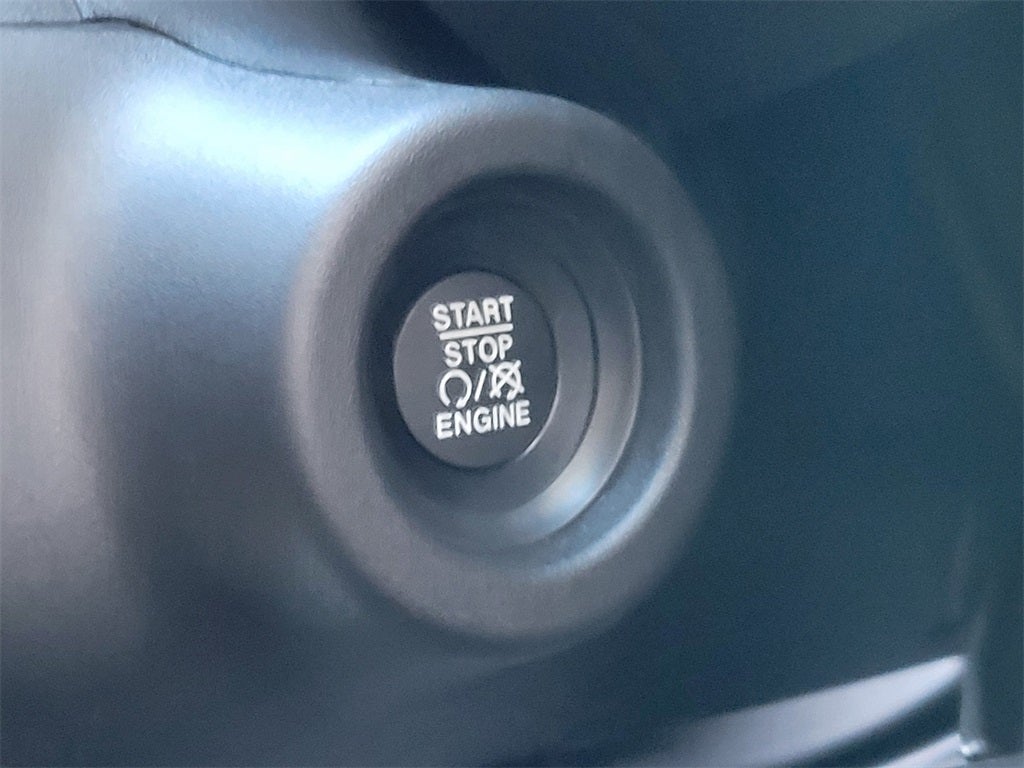 START
STOP
/
ENGINE